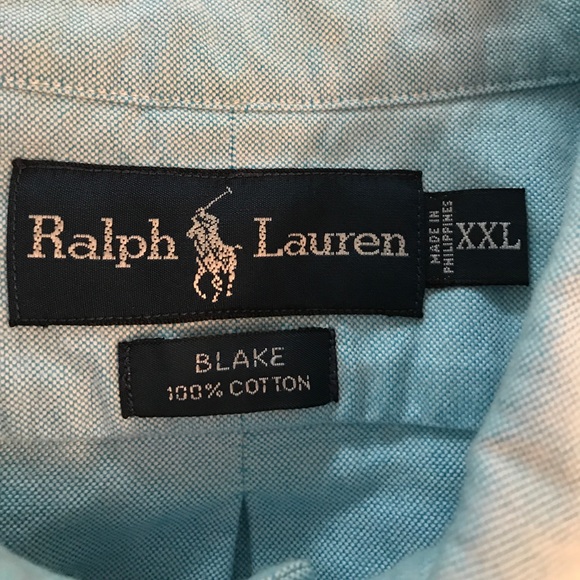 Ralph Lauren
MADE IN
PHILIPPINES
XXL
BLAKE
100% COTTON